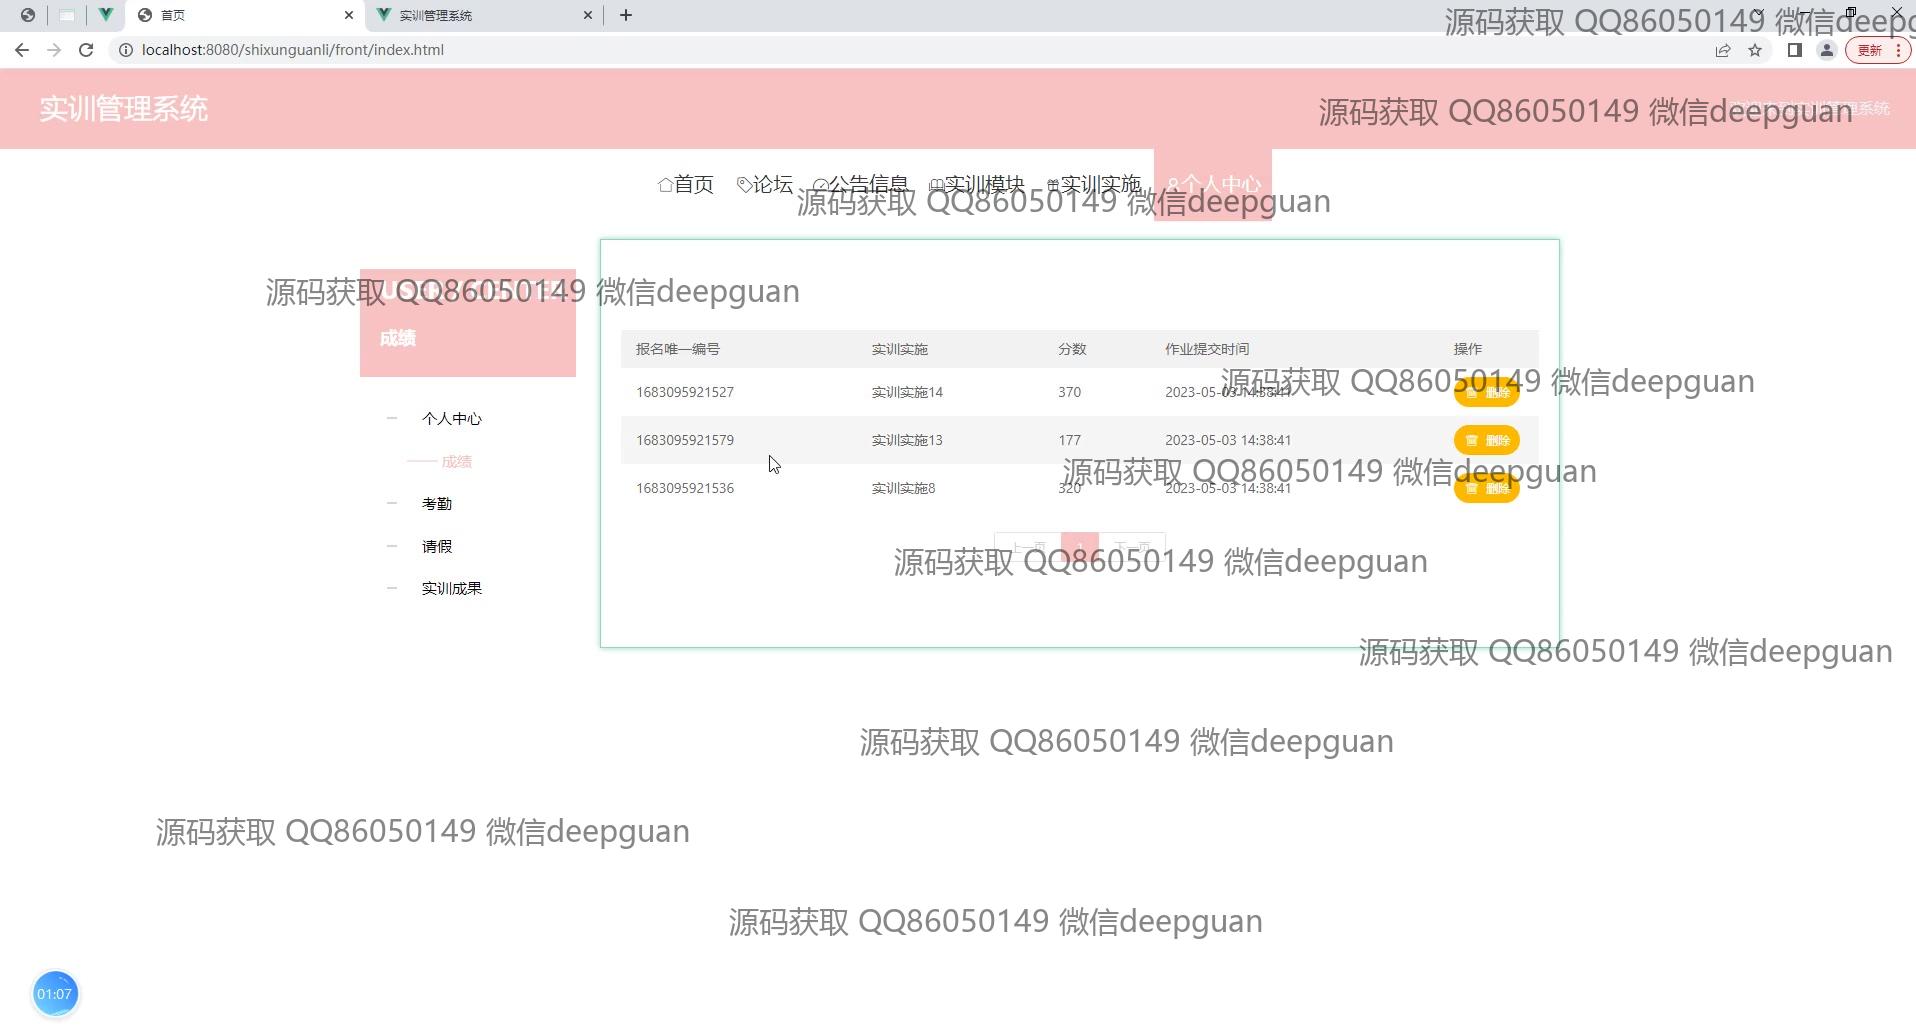 首页
实训管理系统
源码获取 QQ86050149 微信deepg
localhost:8080/shixunguanli/front/index.html
更新
实训管理系统
源码获取 QQ86050149 微信deepguan
首页
论坛
公告信息
实训模块
实训实施
个人中心
源码获取 QQ86050149 微信deepguan
源码获取 QQ86050149 微信deepguan
成绩
报名唯一编号 实训实施 分数 作业提交时间 操作
1683095921527 实训实施14 370 2023-05-03 14:38:41 删除
源码获取 QQ86050149 微信deepguan
1683095921579 实训实施13 177 2023-05-03 14:38:41 删除
源码获取 QQ86050149 微信deepguan
1683095921536 实训实施8 320 2023-05-03 14:38:41 删除
上一页 1 下一页
源码获取 QQ86050149 微信deepguan
个人中心
成绩
考勤
请假
实训成果
源码获取 QQ86050149 微信deepguan
源码获取 QQ86050149 微信deepguan
源码获取 QQ86050149 微信deepguan
源码获取 QQ86050149 微信deepguan
01:07